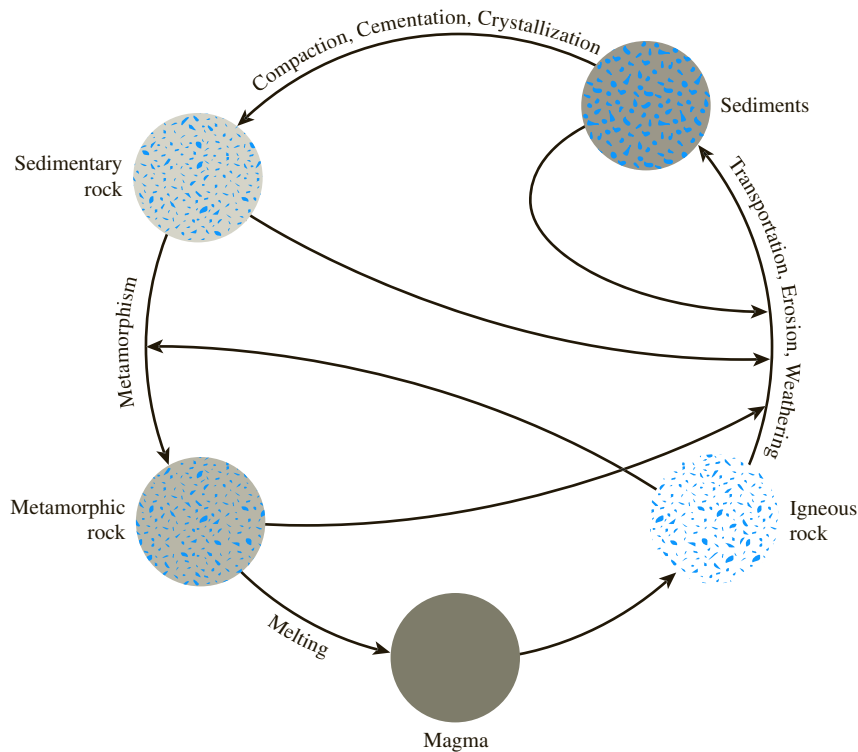 Compaction, Cementation, Crystallization
Sediments
Sedimentary
rock
Transportation, Erosion, Weathering
Metamorphism
Metamorphic
rock
Igneous
rock
Melting
Magma